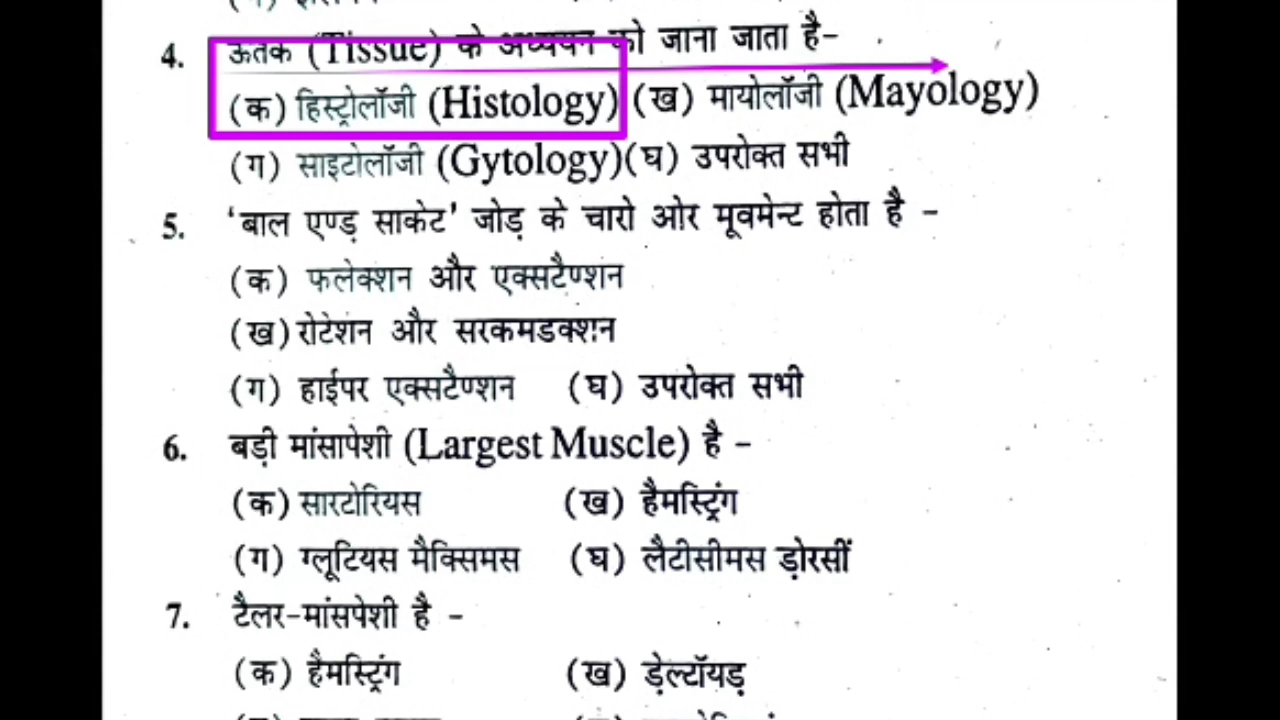 4. ऊतक (Tissue) के अध्ययन को जाना जाता है-
(क) हिस्ट्रोलॉजी (Histology) (ख) मायोलॉजी (Mayology)
(ग) साइटोलॉजी (Gytology)(घ) उपरोक्त सभी
5. 'बाल एण्ड़ साकेट' जोड़ के चारो ओर मूवमेन्ट होता है -
(क) फलेक्शन और एक्सटैण्शन
(ख) रोटेशन और सरकमडक्शन
(ग) हाईपर एक्सटैण्शन (घ) उपरोक्त सभी
6. बड़ी मांसापेशी (Largest Muscle) है -
(क) सारटोरियस (ख) हैमस्ट्रिंग
(ग) ग्लूटियस मैक्सिमस (घ) लैटीसीमस ड़ोरसीं
7. टैलर-मांसपेशी है -
(क) हैमस्ट्रिंग (ख) ड़ेल्टॉयड़